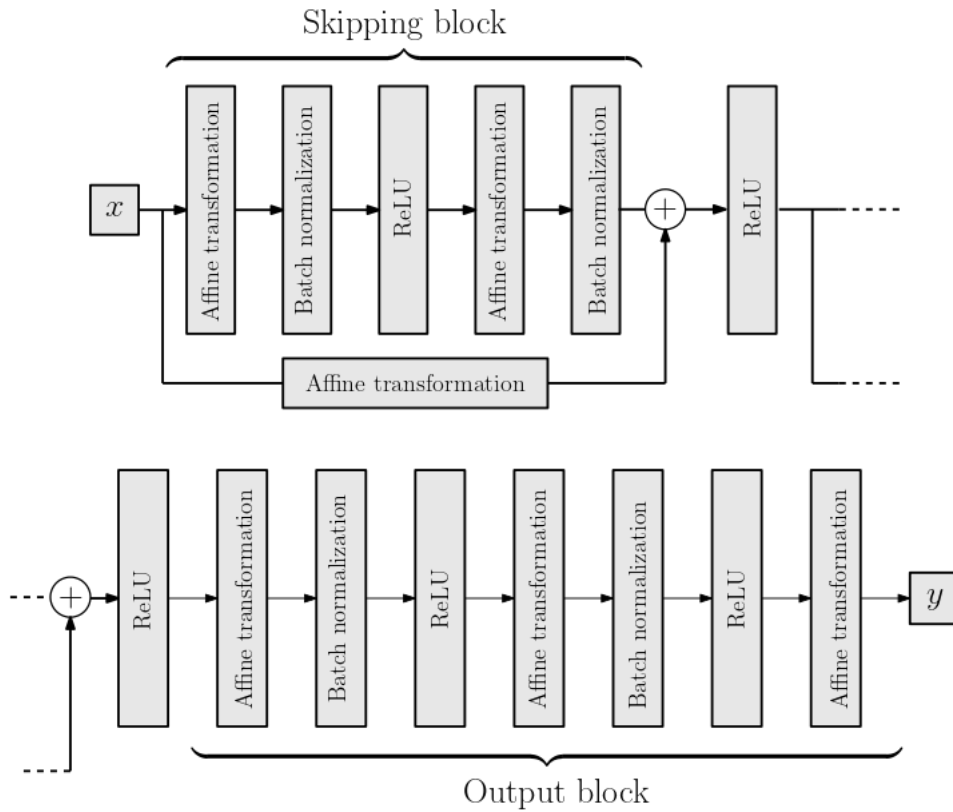 Skipping block
x
Affine transformation
Batch normalization
ReLU
Affine transformation
Batch normalization
+
ReLU
Affine transformation
+
ReLU
Affine transformation
Batch normalization
ReLU
Affine transformation
Batch normalization
ReLU
Affine transformation
y
Output block